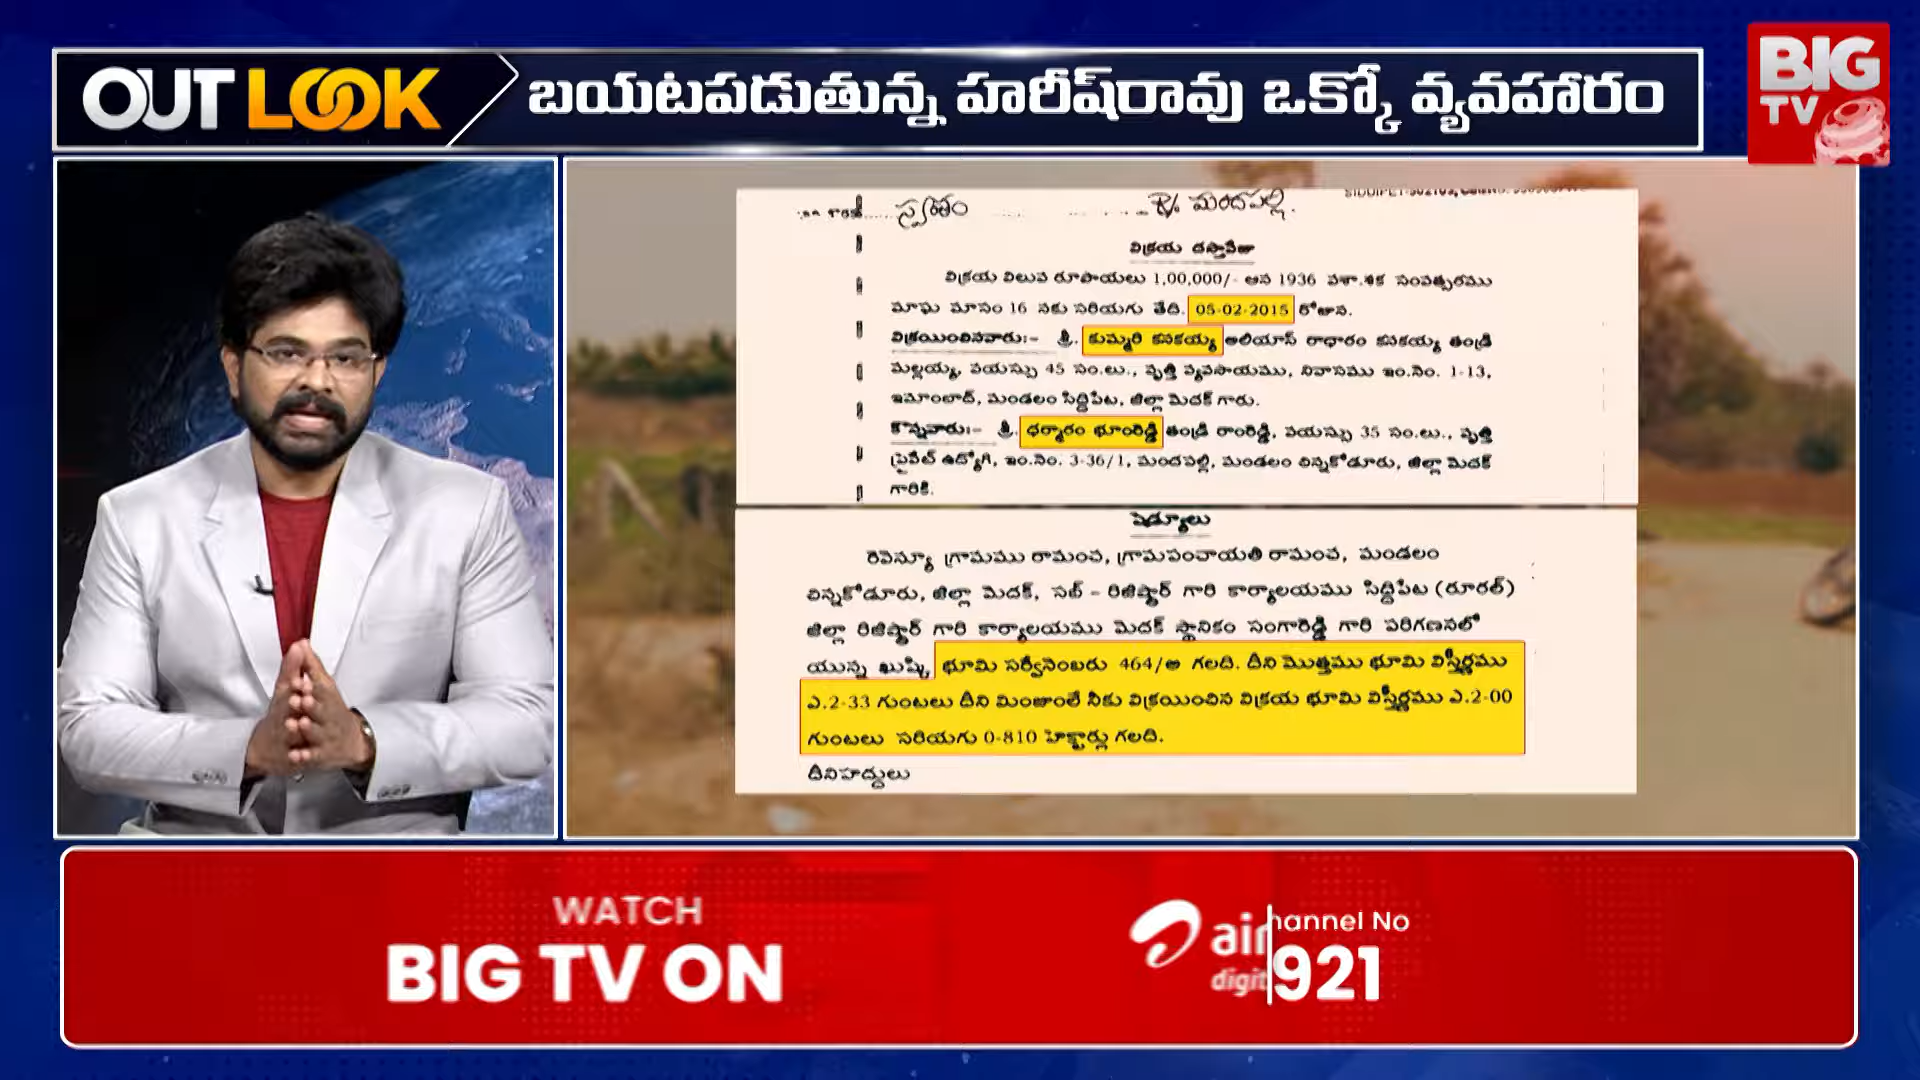 OUT LOOK
బయటపడుతున్న హరీష్‌రావు ఒక్కో వ్యవహారం
BIG
TV
స్వంతం R/o మందపల్లి.
విక్రయ దస్తావేజు
విక్రయ విలువ రూపాయలు 1,00,000/- ఆన 1936 వశా.శక సంవత్సరము
మాఘ మాసం 16 నకు సరియగు తేది. 05-02-2015 రోజున.
విక్రయించినవారు:- శ్రీ. కుమ్మరి కనకయ్య అలియాస్ రాధారం కనకయ్య తండ్రి
మల్లయ్య, వయస్సు 45 సం.లు., వృత్తి వ్యవసాయము, నివాసము ఇం.నెం. 1-13,
ఇమాంబాద్, మండలం సిద్దిపేట, జిల్లా మెదక్ గారు.
కొన్నవారు:- శ్రీ. ధర్మారం భూంరెడ్డి తండ్రి రాంరెడ్డి, వయస్సు 35 సం.లు., వృత్తి
ప్రైవేట్ ఉద్యోగి, ఇం.నెం. 3-36/1, మందపల్లి, మండలం చిన్నకోడూరు, జిల్లా మెదక్
గారికి.
షెడ్యూలు
రెవెన్యూ గ్రామము రామంచ, గ్రామపంచాయతి రామంచ, మండలం
చిన్నకోడూరు, జిల్లా మెదక్, సబ్ - రిజిష్ట్రార్ గారి కార్యాలయము సిద్దిపేట (రూరల్)
జిల్లా రిజిష్ట్రార్ గారి కార్యాలయము మెదక్ స్థానికం సంగారెడ్డి గారి పరిగణనలో
యున్న ఖుష్కి భూమి సర్వేనెంబరు 464/అ గలది. దీని మొత్తము భూమి విస్తీర్ణము
ఎ.2-33 గుంటలు దీని మింజుంలే నీకు విక్రయించిన విక్రయ భూమి విస్తీర్ణము ఎ.2-00
గుంటలు సరియగు 0-810 హెక్టార్లు గలది.
దీనిహద్దులు
WATCH
BIG TV ON
hannel No
digit
921